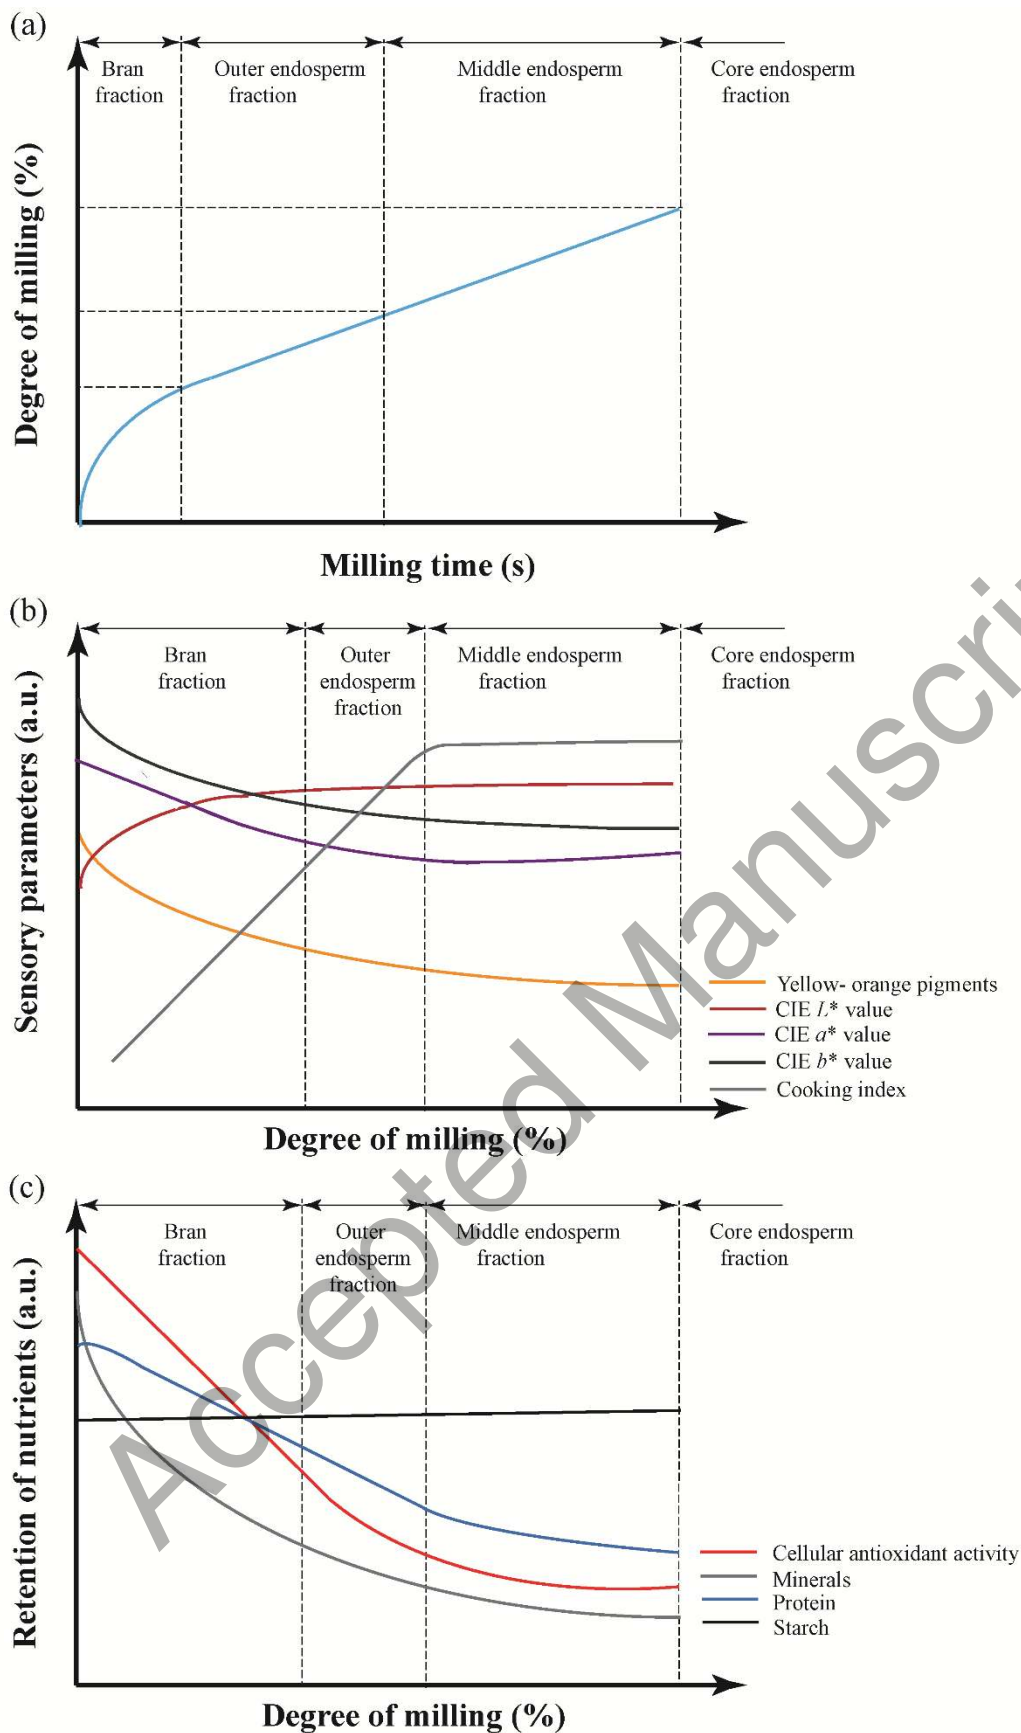 (a)
Bran
fraction
Outer endosperm
fraction
Middle endosperm
fraction
Core endosperm
fraction
Degree of milling (%)
Milling time (s)
(b)
Bran
fraction
Outer
endosperm
fraction
Middle endosperm
fraction
Core endosperm
fraction
Sensory parameters (a.u.)
Yellow- orange pigments
CIE L* value
CIE a* value
CIE b* value
Cooking index
Degree of milling (%)
(c)
Bran
fraction
Outer
endosperm
fraction
Middle endosperm
fraction
Core endosperm
fraction
Retention of nutrients (a.u.)
Cellular antioxidant activity
Minerals
Protein
Starch
Degree of milling (%)